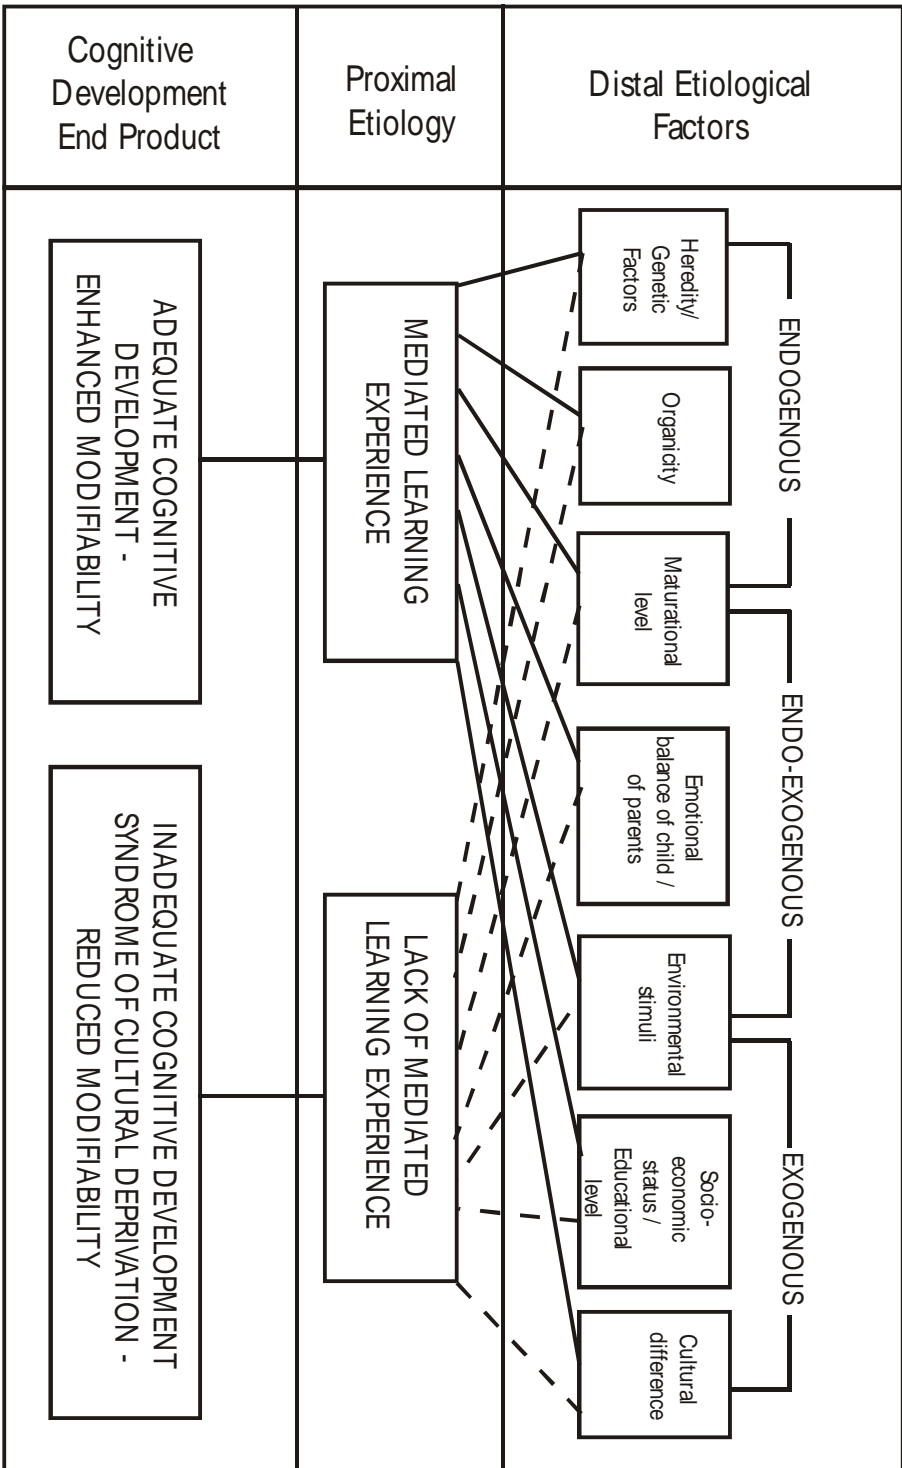 Cognitive
Development
End Product
Proximal
Etiology
Distal Etiological
Factors
ENDOGENOUS
ENDO-EXOGENOUS
EXOGENOUS
Heredity/
Genetic
Factors
Organicity
Maturational
level
Emotional
balance of child /
of parents
Environmental
stimuli
Socio-
economic
status /
Educational
level
Cultural
difference
MEDIATED LEARNING
EXPERIENCE
LACK OF MEDIATED
LEARNING EXPERIENCE
ADEQUATE COGNITIVE
DEVELOPMENT -
ENHANCED MODIFIABILITY
INADEQUATE COGNITIVE DEVELOPMENT
SYNDROME OF CULTURAL DEPRIVATION -
REDUCED MODIFIABILITY